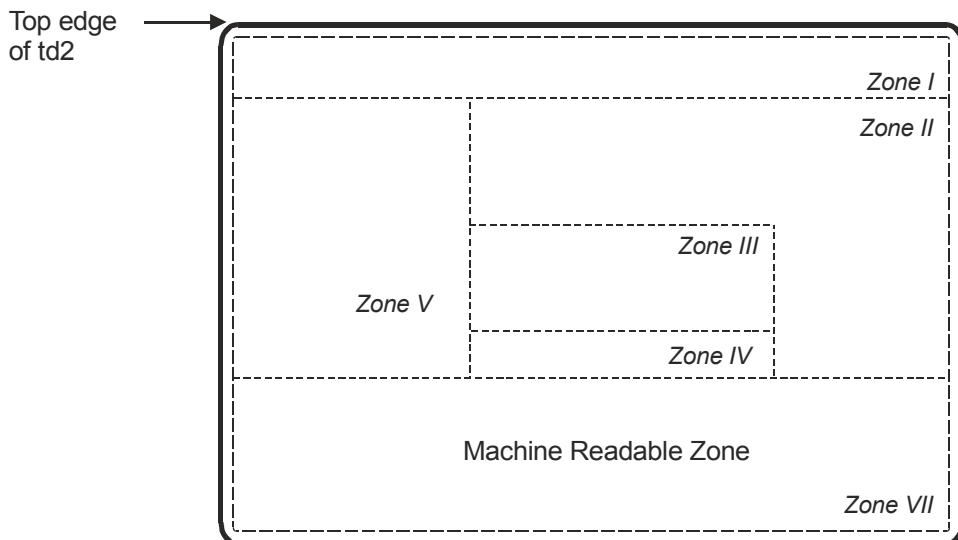 Top edge
of td2
Zone I
Zone II
Zone III
Zone V
Zone IV
Machine Readable Zone
Zone VII